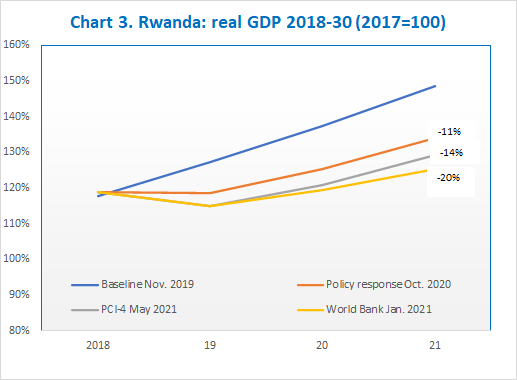 Chart 3. Rwanda: real GDP 2018-30 (2017=100)
160%
150%
140%
130%
120%
110%
100%
90%
80%
-11%
-14%
-20%
Baseline Nov. 2019
Policy response Oct. 2020
PCI-4 May 2021
World Bank Jan. 2021
2018 19 20 21